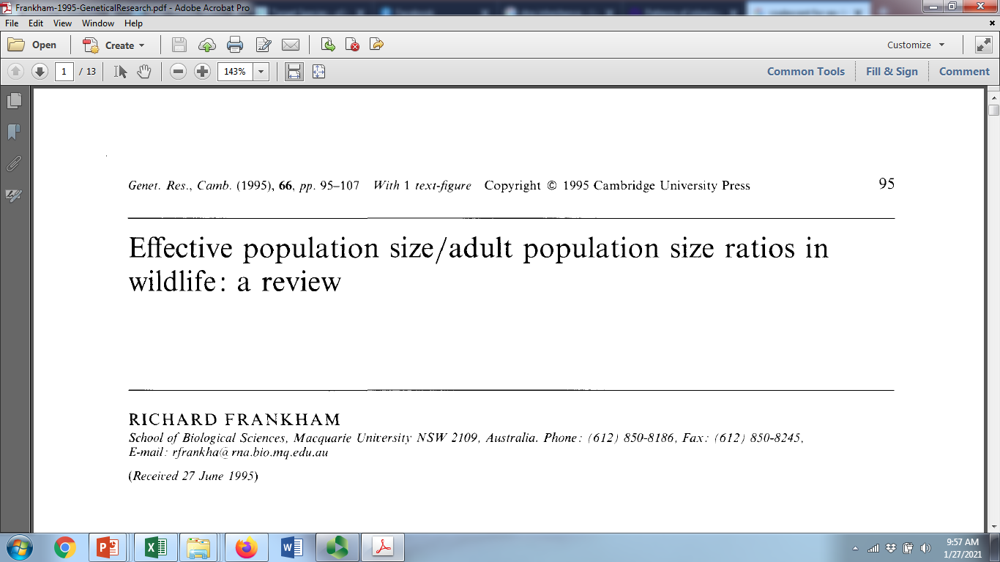 Frankham-1995-GeneticalResearch.pdf - Adobe Acrobat Pro
File Edit View Window Help
Open Create Customize
1 / 13 143% Common Tools Fill & Sign Comment
Genet. Res., Camb. (1995), 66, pp. 95–107 With 1 text-figure Copyright © 1995 Cambridge University Press 95
Effective population size/adult population size ratios in
wildlife: a review
RICHARD FRANKHAM
School of Biological Sciences, Macquarie University NSW 2109, Australia. Phone: (612) 850-8186, Fax: (612) 850-8245,
E-mail: rfrankha@rna.bio.mq.edu.au
(Received 27 June 1995)
9:57 AM
1/27/2021